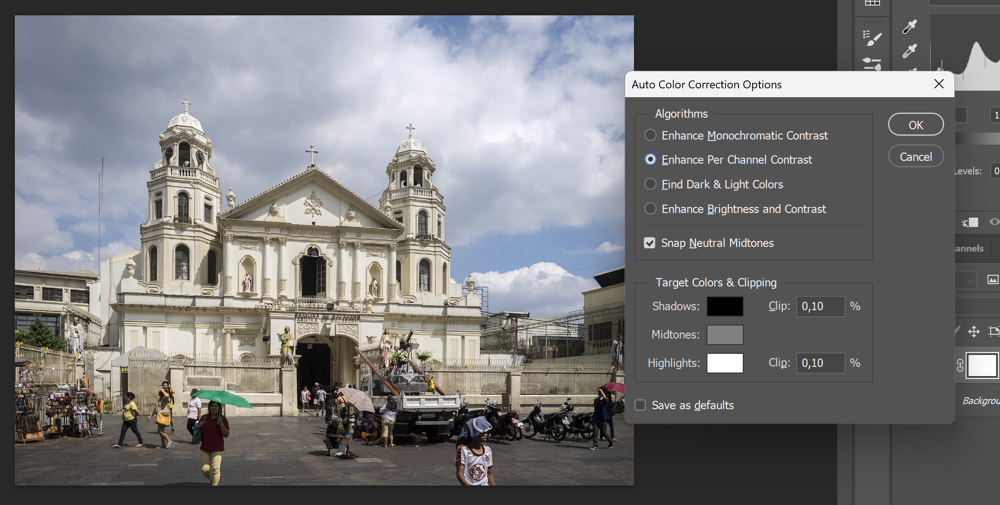 Auto Color Correction Options
Algorithms
Enhance Monochromatic Contrast
Enhance Per Channel Contrast
Find Dark & Light Colors
Enhance Brightness and Contrast
Snap Neutral Midtones
OK
Cancel
Target Colors & Clipping
Shadows:
Clip: 0,10 %
Midtones:
Highlights:
Clip: 0,10 %
Save as defaults
1
Levels: 0
annels
Backgrou
BASILIKA NG NAZARENO